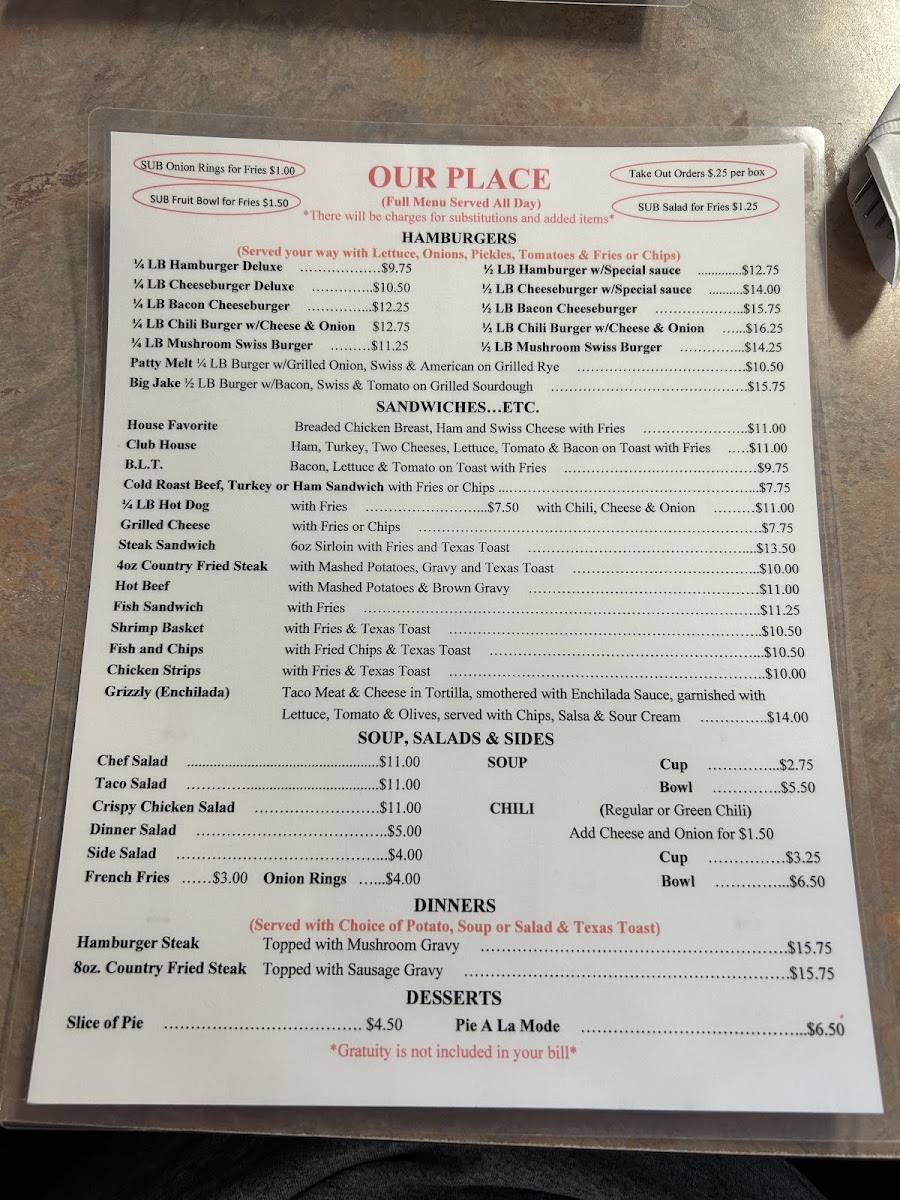 SUB Onion Rings for Fries $1.00
SUB Fruit Bowl for Fries $1.50
OUR PLACE
(Full Menu Served All Day)
*There will be charges for substitutions and added items*
Take Out Orders $.25 per box
SUB Salad for Fries $1.25
HAMBURGERS
(Served your way with Lettuce, Onions, Pickles, Tomatoes & Fries or Chips)
¼ LB Hamburger Deluxe ..................$9.75 ½ LB Hamburger w/Special sauce .............$12.75
¼ LB Cheeseburger Deluxe ..............$10.50 ½ LB Cheeseburger w/Special sauce ..........$14.00
¼ LB Bacon Cheeseburger ..............$12.25 ½ LB Bacon Cheeseburger ....................$15.75
¼ LB Chili Burger w/Cheese & Onion $12.75 ½ LB Chili Burger w/Cheese & Onion ......$16.25
¼ LB Mushroom Swiss Burger .........$11.25 ½ LB Mushroom Swiss Burger ...............$14.25
Patty Melt ¼ LB Burger w/Grilled Onion, Swiss & American on Grilled Rye .....................................$10.50
Big Jake ½ LB Burger w/Bacon, Swiss & Tomato on Grilled Sourdough ...........................................$15.75
SANDWICHES...ETC.
House Favorite Breaded Chicken Breast, Ham and Swiss Cheese with Fries .......................$11.00
Club House Ham, Turkey, Two Cheeses, Lettuce, Tomato & Bacon on Toast with Fries .....$11.00
B.L.T. Bacon, Lettuce & Tomato on Toast with Fries ...........................................$9.75
Cold Roast Beef, Turkey or Ham Sandwich with Fries or Chips ..........................................................$7.75
¼ LB Hot Dog with Fries ...........................$7.50 with Chili, Cheese & Onion .........$11.00
Grilled Cheese with Fries or Chips ...........................................................................$7.75
Steak Sandwich 6oz Sirloin with Fries and Texas Toast ..................................................$13.50
4oz Country Fried Steak with Mashed Potatoes, Gravy and Texas Toast ..........................................$10.00
Hot Beef with Mashed Potatoes & Brown Gravy ...................................................$11.00
Fish Sandwich with Fries .......................................................................................$11.25
Shrimp Basket with Fries & Texas Toast .....................................................................$10.50
Fish and Chips with Fried Chips & Texas Toast ............................................................$10.50
Chicken Strips with Fries & Texas Toast .....................................................................$10.00
Grizzly (Enchilada) Taco Meat & Cheese in Tortilla, smothered with Enchilada Sauce, garnished with
Lettuce, Tomato & Olives, served with Chips, Salsa & Sour Cream ..............$14.00
SOUP, SALADS & SIDES
Chef Salad ..................................................$11.00 SOUP Cup ...............$2.75
Taco Salad ..................................................$11.00 Bowl ...............$5.50
Crispy Chicken Salad ............................$11.00 CHILI (Regular or Green Chili)
Dinner Salad ..........................................$5.00 Add Cheese and Onion for $1.50
Side Salad ..............................................$4.00 Cup ...............$3.25
French Fries ......$3.00 Onion Rings ......$4.00 Bowl ...............$6.50
DINNERS
(Served with Choice of Potato, Soup or Salad & Texas Toast)
Hamburger Steak Topped with Mushroom Gravy ..................................................................$15.75
8oz. Country Fried Steak Topped with Sausage Gravy .....................................................................$15.75
DESSERTS
Slice of Pie ....................................... $4.50 Pie A La Mode .............................................$6.50
*Gratuity is not included in your bill*